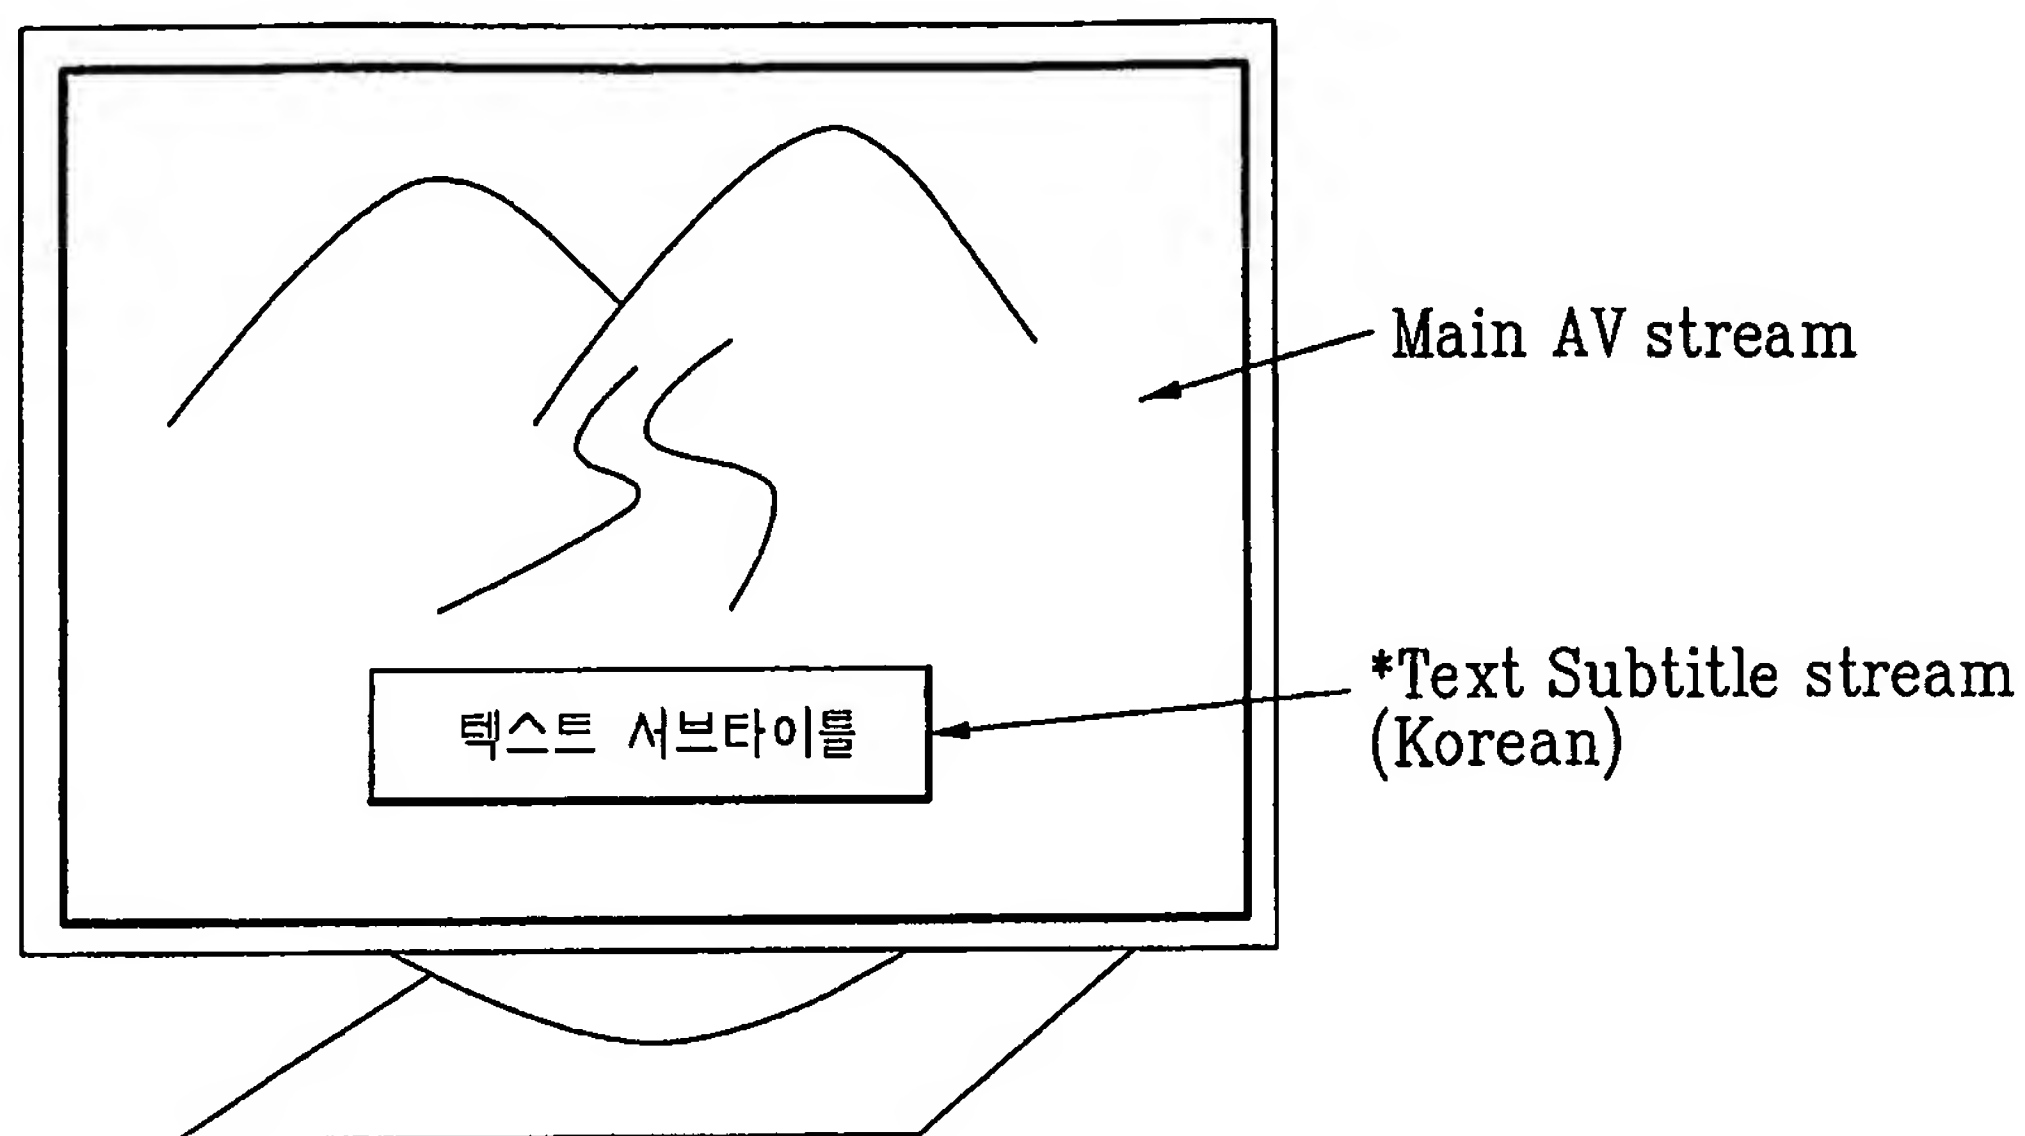 Main AV stream
*Text Subtitle stream
(Korean)
텍스트 서브타이틀